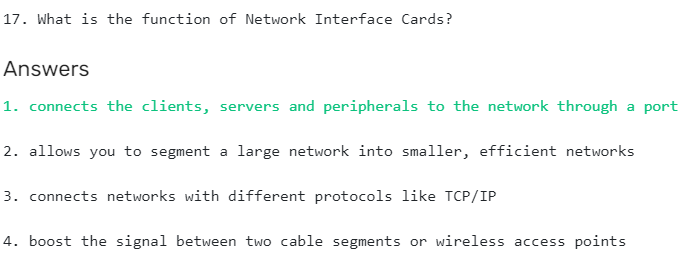 17. What is the function of Network Interface Cards?
Answers
1. connects the clients, servers and peripherals to the network through a port
2. allows you to segment a large network into smaller, efficient networks
3. connects networks with different protocols like TCP/IP
4. boost the signal between two cable segments or wireless access points